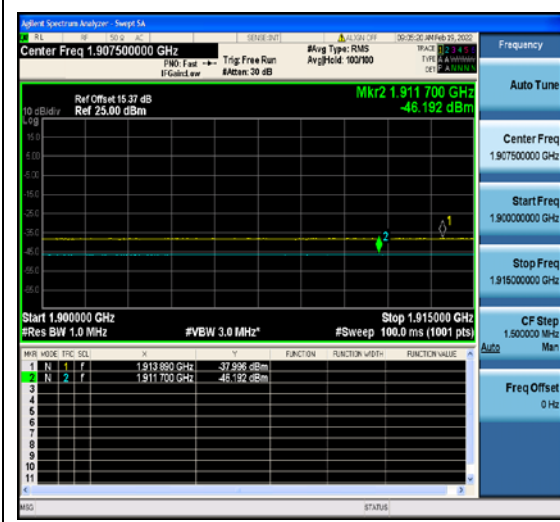 Agilent Spectrum Analyzer - Swept SA
RL RF 50 Ω AC SENSE:INT ALIGN OFF 09:35:20 AM Feb 25, 2022
Center Freq 1.907500000 GHz
PNO: Fast
IFGain:Low
Trig: Free Run
#Atten: 30 dB
#Avg Type: RMS
Avg|Hold: 100/100
TRACE 1 2 3 4 5 6
TYPE
DET
Mkr2 1.911 700 GHz
-46.192 dBm
Ref Offset 15.37 dB
10 dB/div Ref 25.00 dBm
Log
15.0
5.00
-5.00
-15.0
-25.0
-35.0
-45.0
-55.0
-65.0
1
2
Start 1.900000 GHz Stop 1.915000 GHz
#Res BW 1.0 MHz #VBW 3.0 MHz* #Sweep 100.0 ms (1001 pts)
MKR MODE TRC SCL X Y FUNCTION FUNCTION WIDTH FUNCTION VALUE
1 N 1 f 1.913 890 GHz -37.996 dBm
2 N 2 f 1.911 700 GHz -46.192 dBm
3
4
5
6
7
8
9
10
11
MSG STATUS
Frequency
Auto Tune
Center Freq
1.907500000 GHz
Start Freq
1.900000000 GHz
Stop Freq
1.915000000 GHz
CF Step
1.500000 MHz
Auto Man
Freq Offset
0 Hz